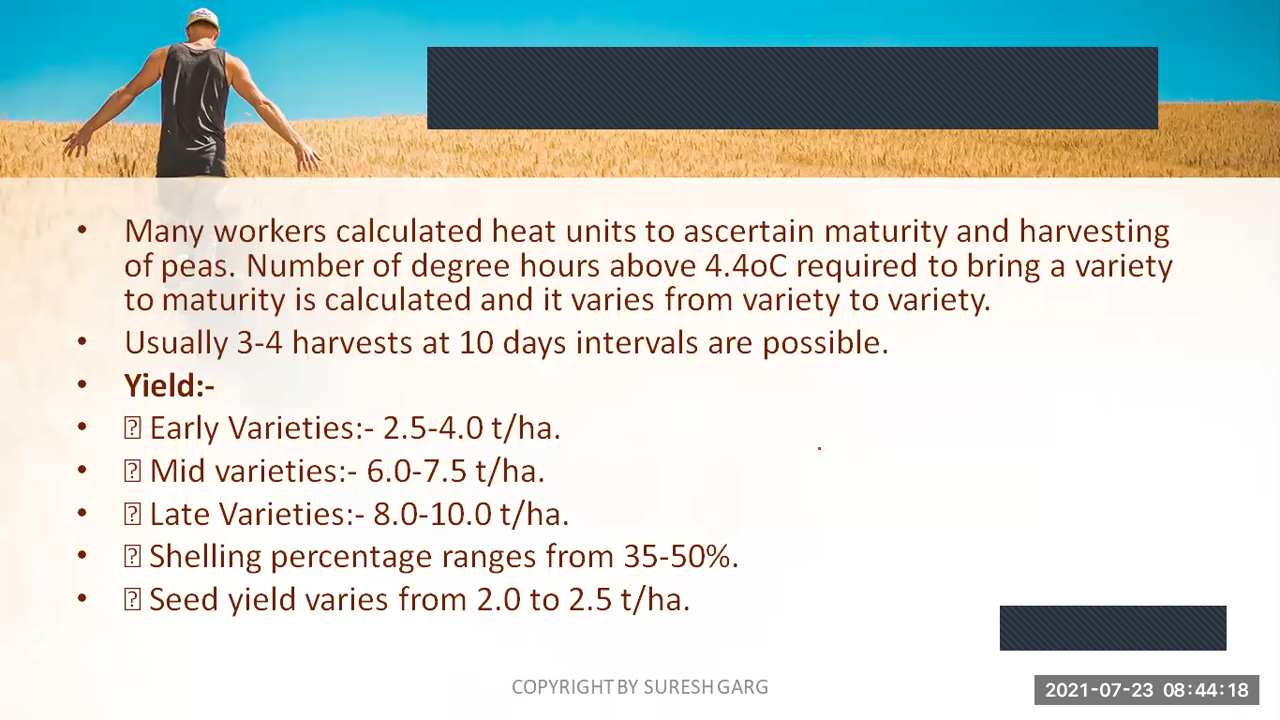 • Many workers calculated heat units to ascertain maturity and harvesting
of peas. Number of degree hours above 4.4oC required to bring a variety
to maturity is calculated and it varies from variety to variety.
• Usually 3-4 harvests at 10 days intervals are possible.
• Yield:-
• Early Varieties:- 2.5-4.0 t/ha.
• Mid varieties:- 6.0-7.5 t/ha.
• Late Varieties:- 8.0-10.0 t/ha.
• Shelling percentage ranges from 35-50%.
• Seed yield varies from 2.0 to 2.5 t/ha.
COPYRIGHT BY SURESH GARG
2021-07-23 08:44:18